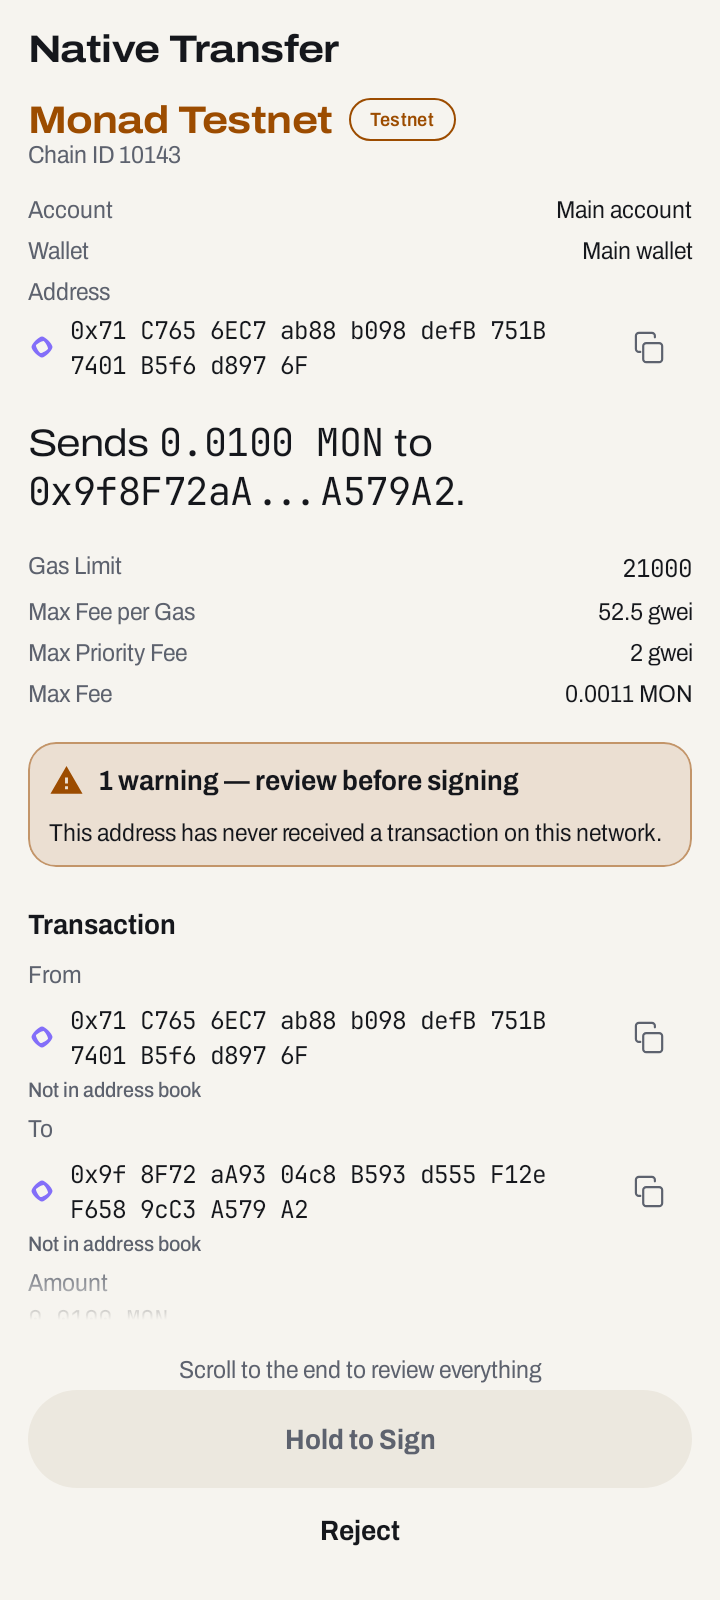 Native Transfer
Monad Testnet Testnet
Chain ID 10143
Account Main account
Wallet Main wallet
Address
0x71 C765 6EC7 ab88 b098 defB 751B
7401 B5f6 d897 6F
Sends 0.0100 MON to
0x9f8F72aA...A579A2.
Gas Limit 21000
Max Fee per Gas 52.5 gwei
Max Priority Fee 2 gwei
Max Fee 0.0011 MON
1 warning — review before signing
This address has never received a transaction on this network.
Transaction
From
0x71 C765 6EC7 ab88 b098 defB 751B
7401 B5f6 d897 6F
Not in address book
To
0x9f 8F72 aA93 04c8 B593 d555 F12e
F658 9cC3 A579 A2
Not in address book
Amount
0.0100 MON
Scroll to the end to review everything
Hold to Sign
Reject